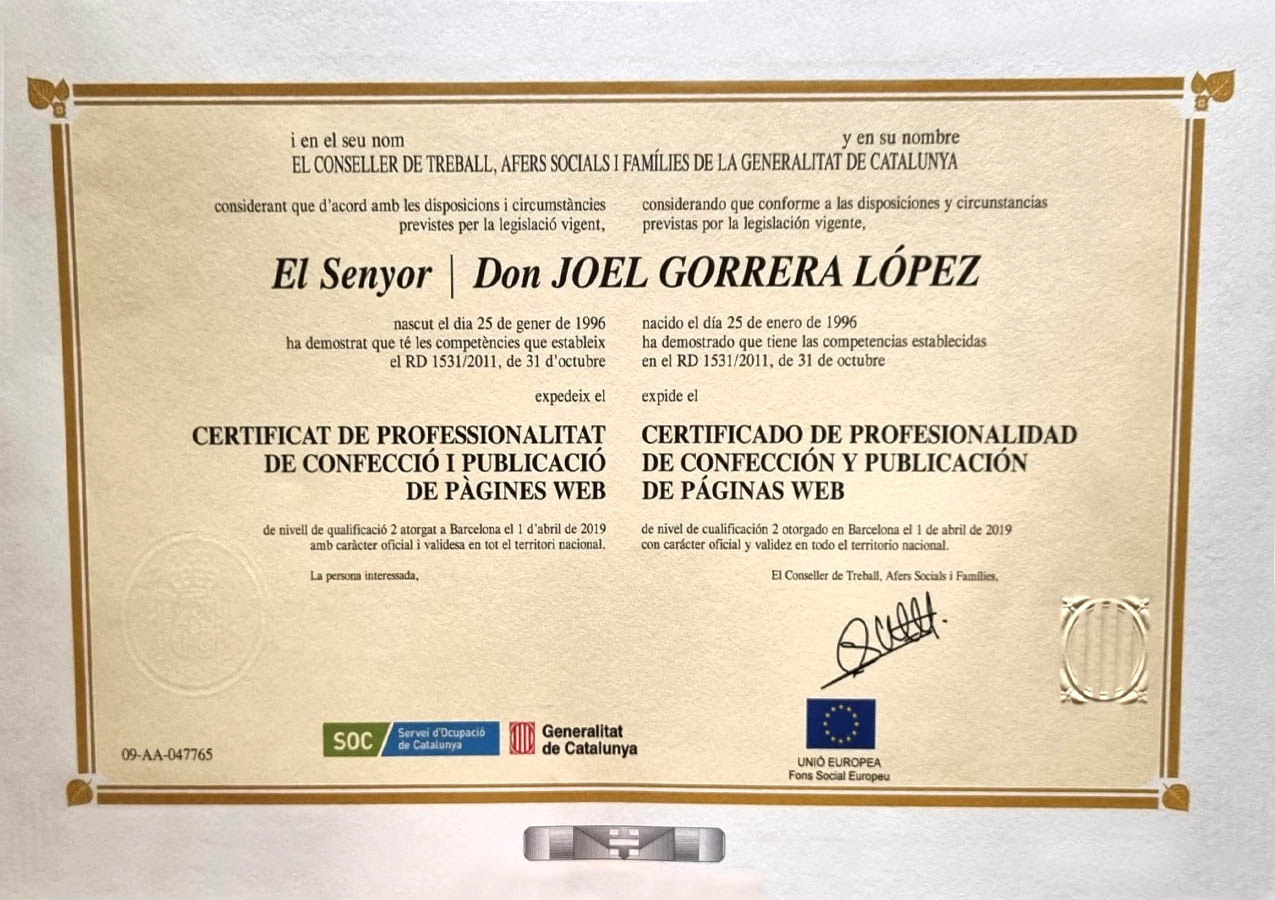 i en el seu nom y en su nombre
EL CONSELLER DE TREBALL, AFERS SOCIALS I FAMÍLIES DE LA GENERALITAT DE CATALUNYA
considerant que d'acord amb les disposicions i circumstàncies
previstes per la legislació vigent,
considerando que conforme a las disposiciones y circunstancias
previstas por la legislación vigente,
El Senyor | Don JOEL GORRERA LÓPEZ
nascut el dia 25 de gener de 1996
ha demostrat que té les competències que estableix
el RD 1531/2011, de 31 d'octubre
nacido el día 25 de enero de 1996
ha demostrado que tiene las competencias establecidas
en el RD 1531/2011, de 31 de octubre
expedeix el
expide el
CERTIFICAT DE PROFESSIONALITAT
DE CONFECCIÓ I PUBLICACIÓ
DE PÀGINES WEB
CERTIFICADO DE PROFESIONALIDAD
DE CONFECCIÓN Y PUBLICACIÓN
DE PÁGINAS WEB
de nivell de qualificació 2 atorgat a Barcelona el 1 d'abril de 2019
amb caràcter oficial i validesa en tot el territori nacional.
de nivel de cualificación 2 otorgado en Barcelona el 1 de abril de 2019
con carácter oficial y validez en todo el territorio nacional.
La persona interessada,
El Conseller de Treball, Afers Socials i Famílies,
09-AA-047765
SOC
Servei d'Ocupació
de Catalunya
Generalitat
de Catalunya
UNIÓ EUROPEA
Fons Social Europeu